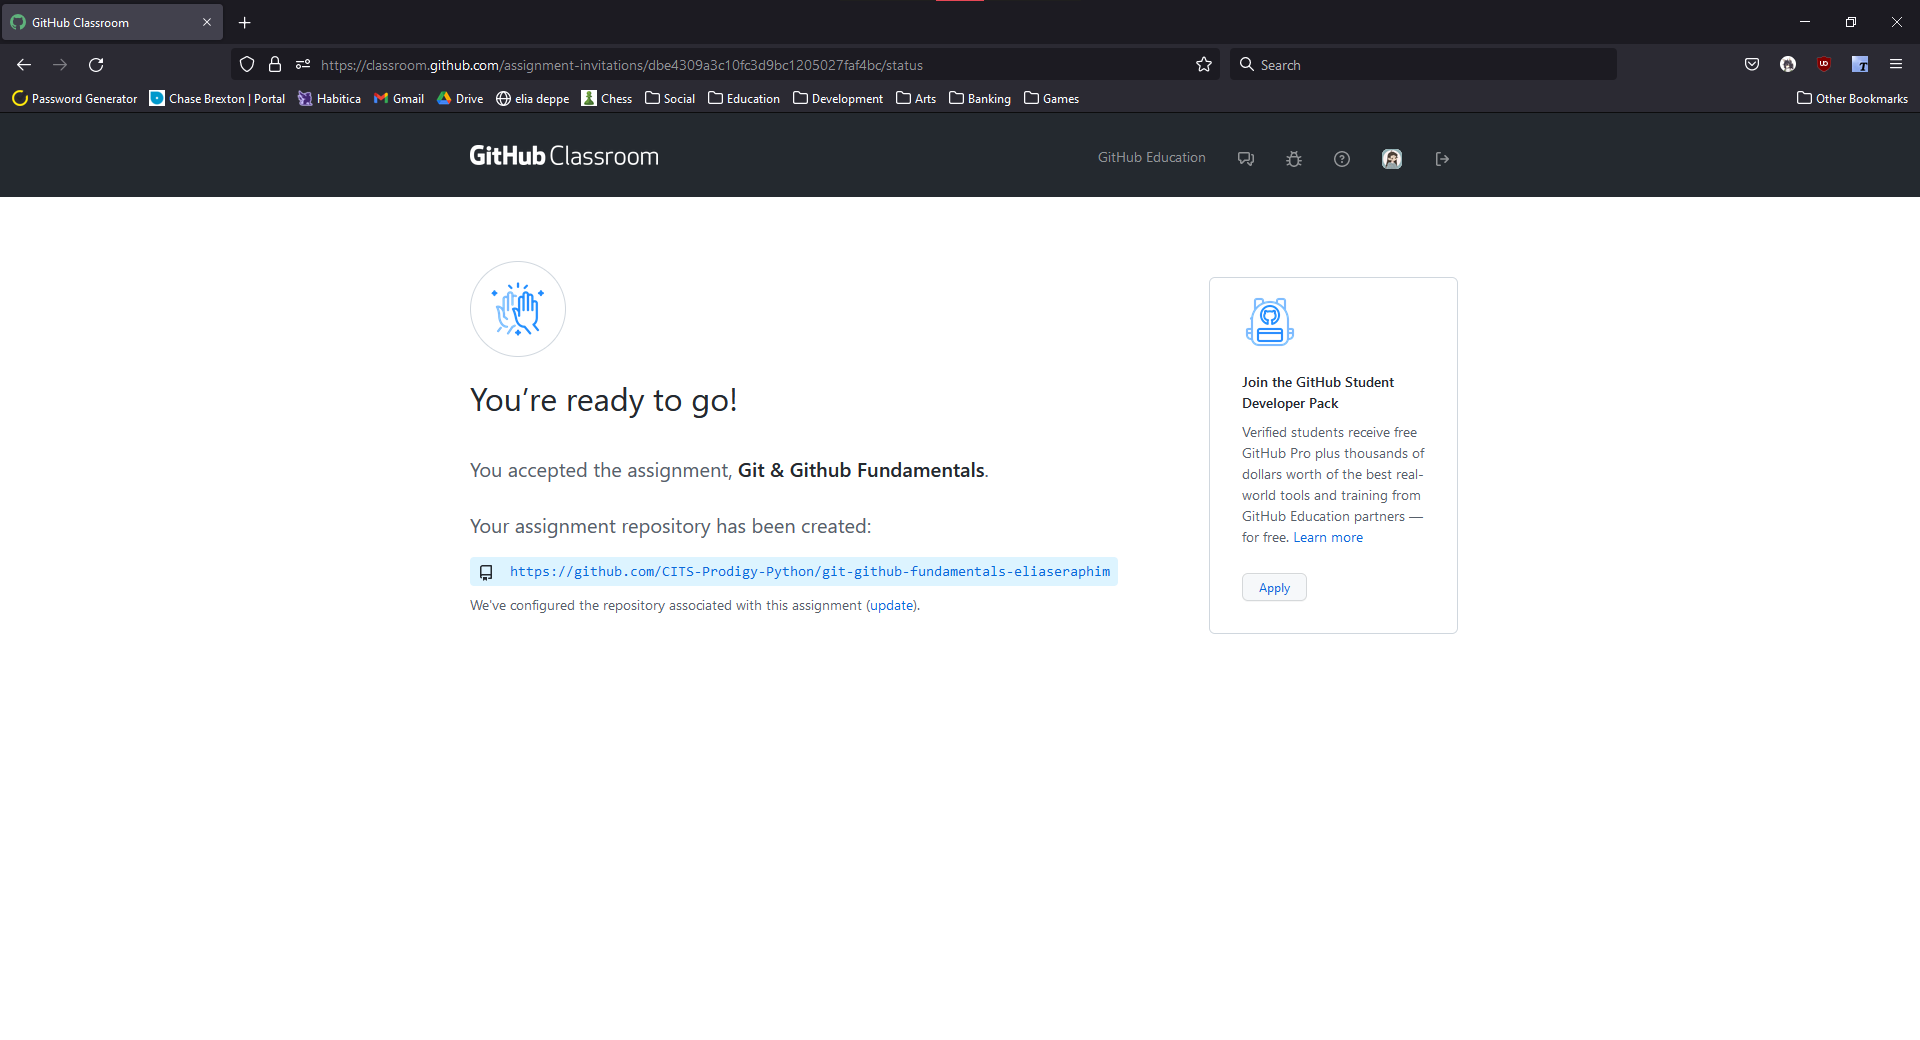 GitHub Classroom
https://classroom.github.com/assignment-invitations/dbe4309a3c10fc3d9bc1205027faf4bc/status
Search
Password Generator
Chase Brexton | Portal
Habitica
Gmail
Drive
elia deppe
Chess
Social
Education
Development
Arts
Banking
Games
Other Bookmarks
GitHub Classroom
GitHub Education
You’re ready to go!
You accepted the assignment, Git & Github Fundamentals.
Your assignment repository has been created:
https://github.com/CITS-Prodigy-Python/git-github-fundamentals-eliaseraphim
We've configured the repository associated with this assignment (update).
Join the GitHub Student
Developer Pack
Verified students receive free
GitHub Pro plus thousands of
dollars worth of the best real-
world tools and training from
GitHub Education partners —
for free. Learn more
Apply